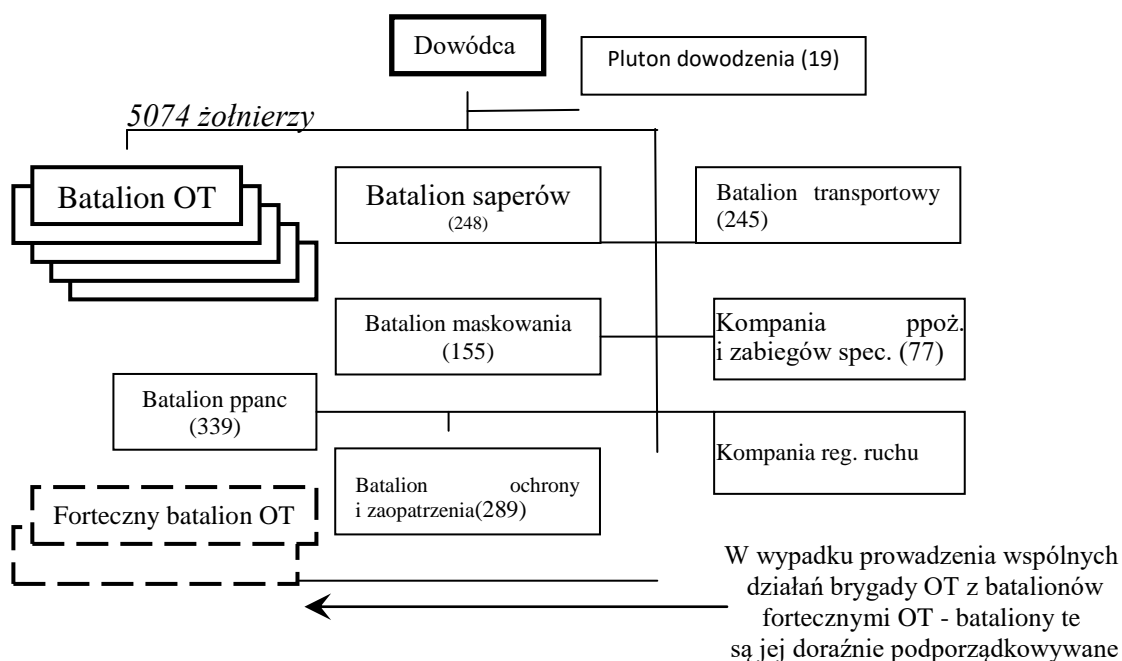 Dowódca
Pluton dowodzenia (19)
5074 żołnierzy
Batalion OT
Batalion saperów
(248)
Batalion transportowy
(245)
Batalion maskowania
(155)
Kompania ppoż.
i zabiegów spec. (77)
Batalion ppanc
(339)
Kompania reg. ruchu
Batalion ochrony
i zaopatrzenia(289)
Forteczny batalion OT
W wypadku prowadzenia wspólnych
działań brygady OT z batalionów
fortecznymi OT - bataliony te
są jej doraźnie podporządkowywane